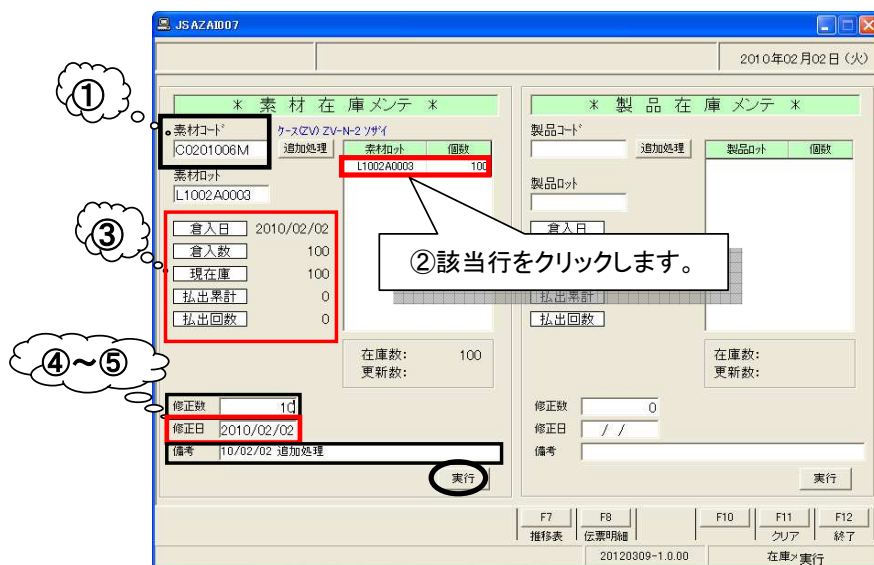 JSAZAI007
2010年02月02日（火）
①
＊ 素 材 在 庫 メンテ ＊
素材ｺｰﾄﾞ
ｹｰｽ(ZV) ZV-N-2 ｿｻﾞｲ
C0201006M
追加処理
素材ﾛｯﾄ 個数
L1002A0003 100
素材ﾛｯﾄ
L1002A0003
③
倉入日 2010/02/02
倉入数 100
現在庫 100
払出累計 0
払出回数 0
②該当行をクリックします。
在庫数： 100
更新数：
④～⑤
修正数 10
修正日 2010/02/02
備考 10/02/02 追加処理
実行
＊ 製 品 在 庫 メンテ ＊
製品ｺｰﾄﾞ
追加処理
製品ﾛｯﾄ 個数
製品ﾛｯﾄ
倉入日
払出累計
払出回数
在庫数：
更新数：
修正数 0
修正日 / /
備考
実行
F7 F8 F10 F11 F12
推移表 伝票明細 クリア 終了
20120309-1.0.00
実行